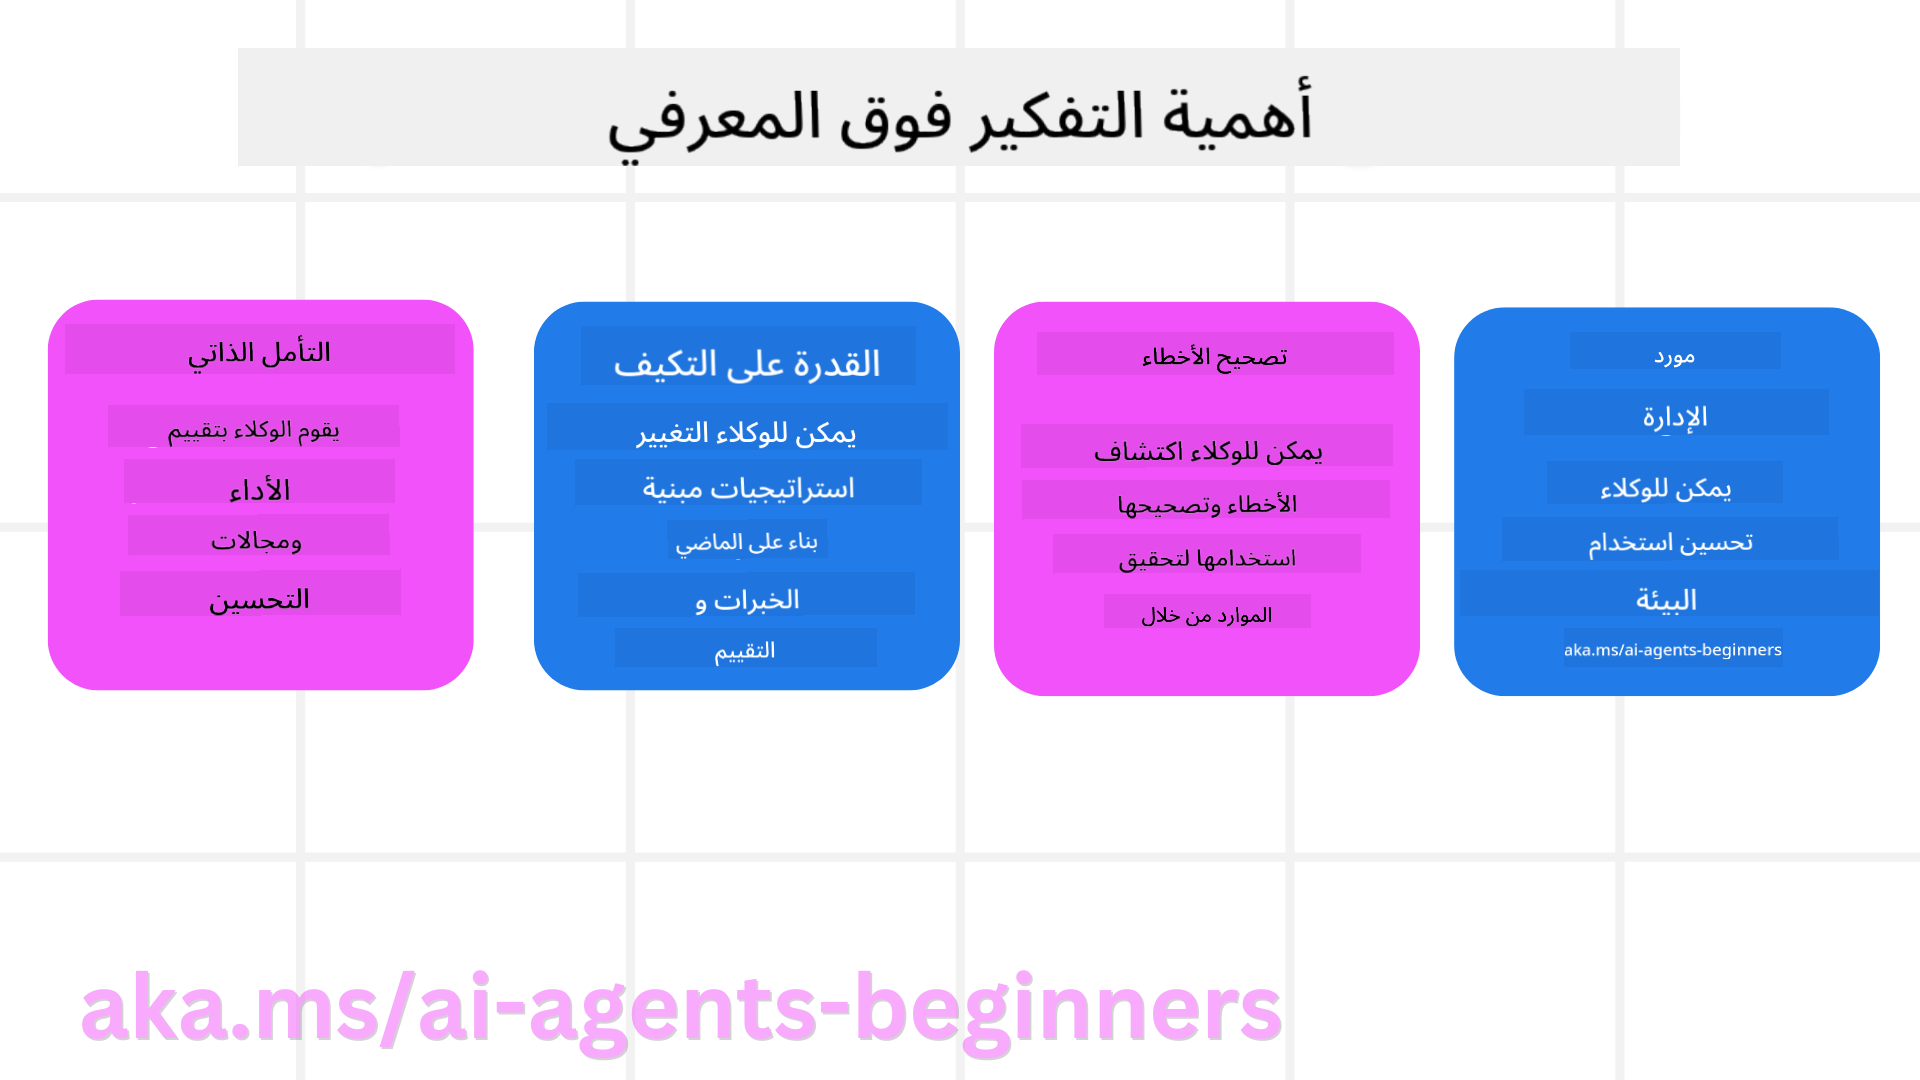 أهمية التفكير فوق المعرفي
التأمل الذاتي
يقوم الوكلاء بتقييم
الأداء
ومجالات
التحسين
القدرة على التكيف
يمكن للوكلاء التغيير
استراتيجيات مبنية
بناء على الماضي
الخبرات و
التقييم
تصحيح الأخطاء
يمكن للوكلاء اكتشاف
الأخطاء وتصحيحها
استخدامها لتحقيق
الموارد من خلال
مورد
الإدارة
يمكن للوكلاء
تحسين استخدام
البيئة
aka.ms/ai-agents-beginners
aka.ms/ai-agents-beginners